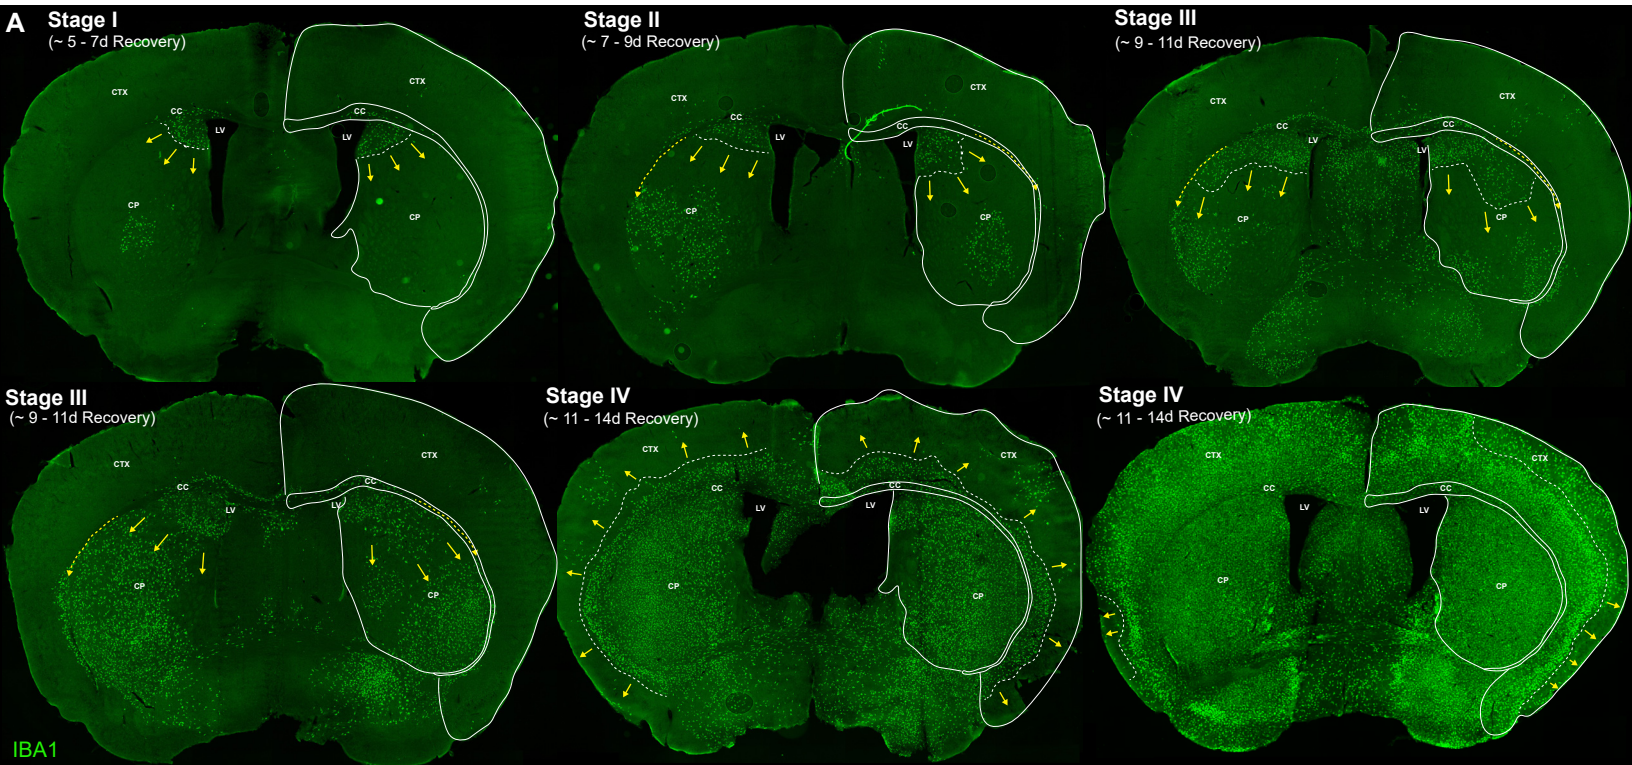 A
Stage I
(~ 5 - 7d Recovery)
CTX
CTX
CC
CC
LV
LV
CP
CP
Stage II
(~ 7 - 9d Recovery)
CTX
CTX
CC
CC
LV
LV
CP
CP
Stage III
(~ 9 - 11d Recovery)
CTX
CTX
CC
CC
LV
LV
CP
CP
Stage III
(~ 9 - 11d Recovery)
CTX
CTX
CC
CC
LV
LV
CP
CP
Stage IV
(~ 11 - 14d Recovery)
CTX
CTX
CC
CC
LV
LV
CP
CP
Stage IV
(~ 11 - 14d Recovery)
CTX
CTX
CC
CC
LV
LV
CP
CP
IBA1